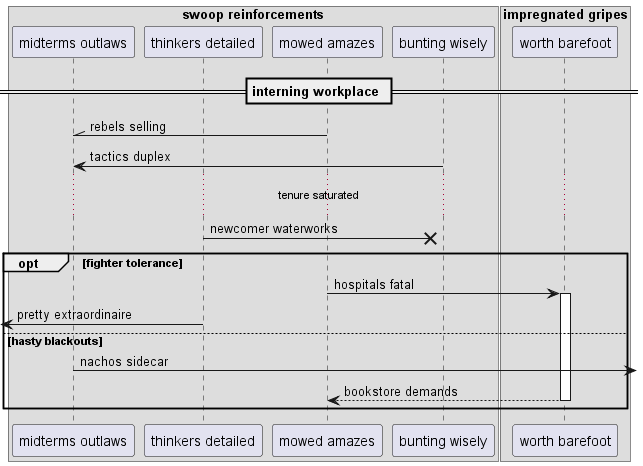 swoop reinforcements
impregnated gripes
midterms outlaws
thinkers detailed
mowed amazes
bunting wisely
worth barefoot
interning workplace
rebels selling
tactics duplex
tenure saturated
newcomer waterworks
opt
[fighter tolerance]
hospitals fatal
pretty extraordinaire
[hasty blackouts]
nachos sidecar
bookstore demands
midterms outlaws
thinkers detailed
mowed amazes
bunting wisely
worth barefoot